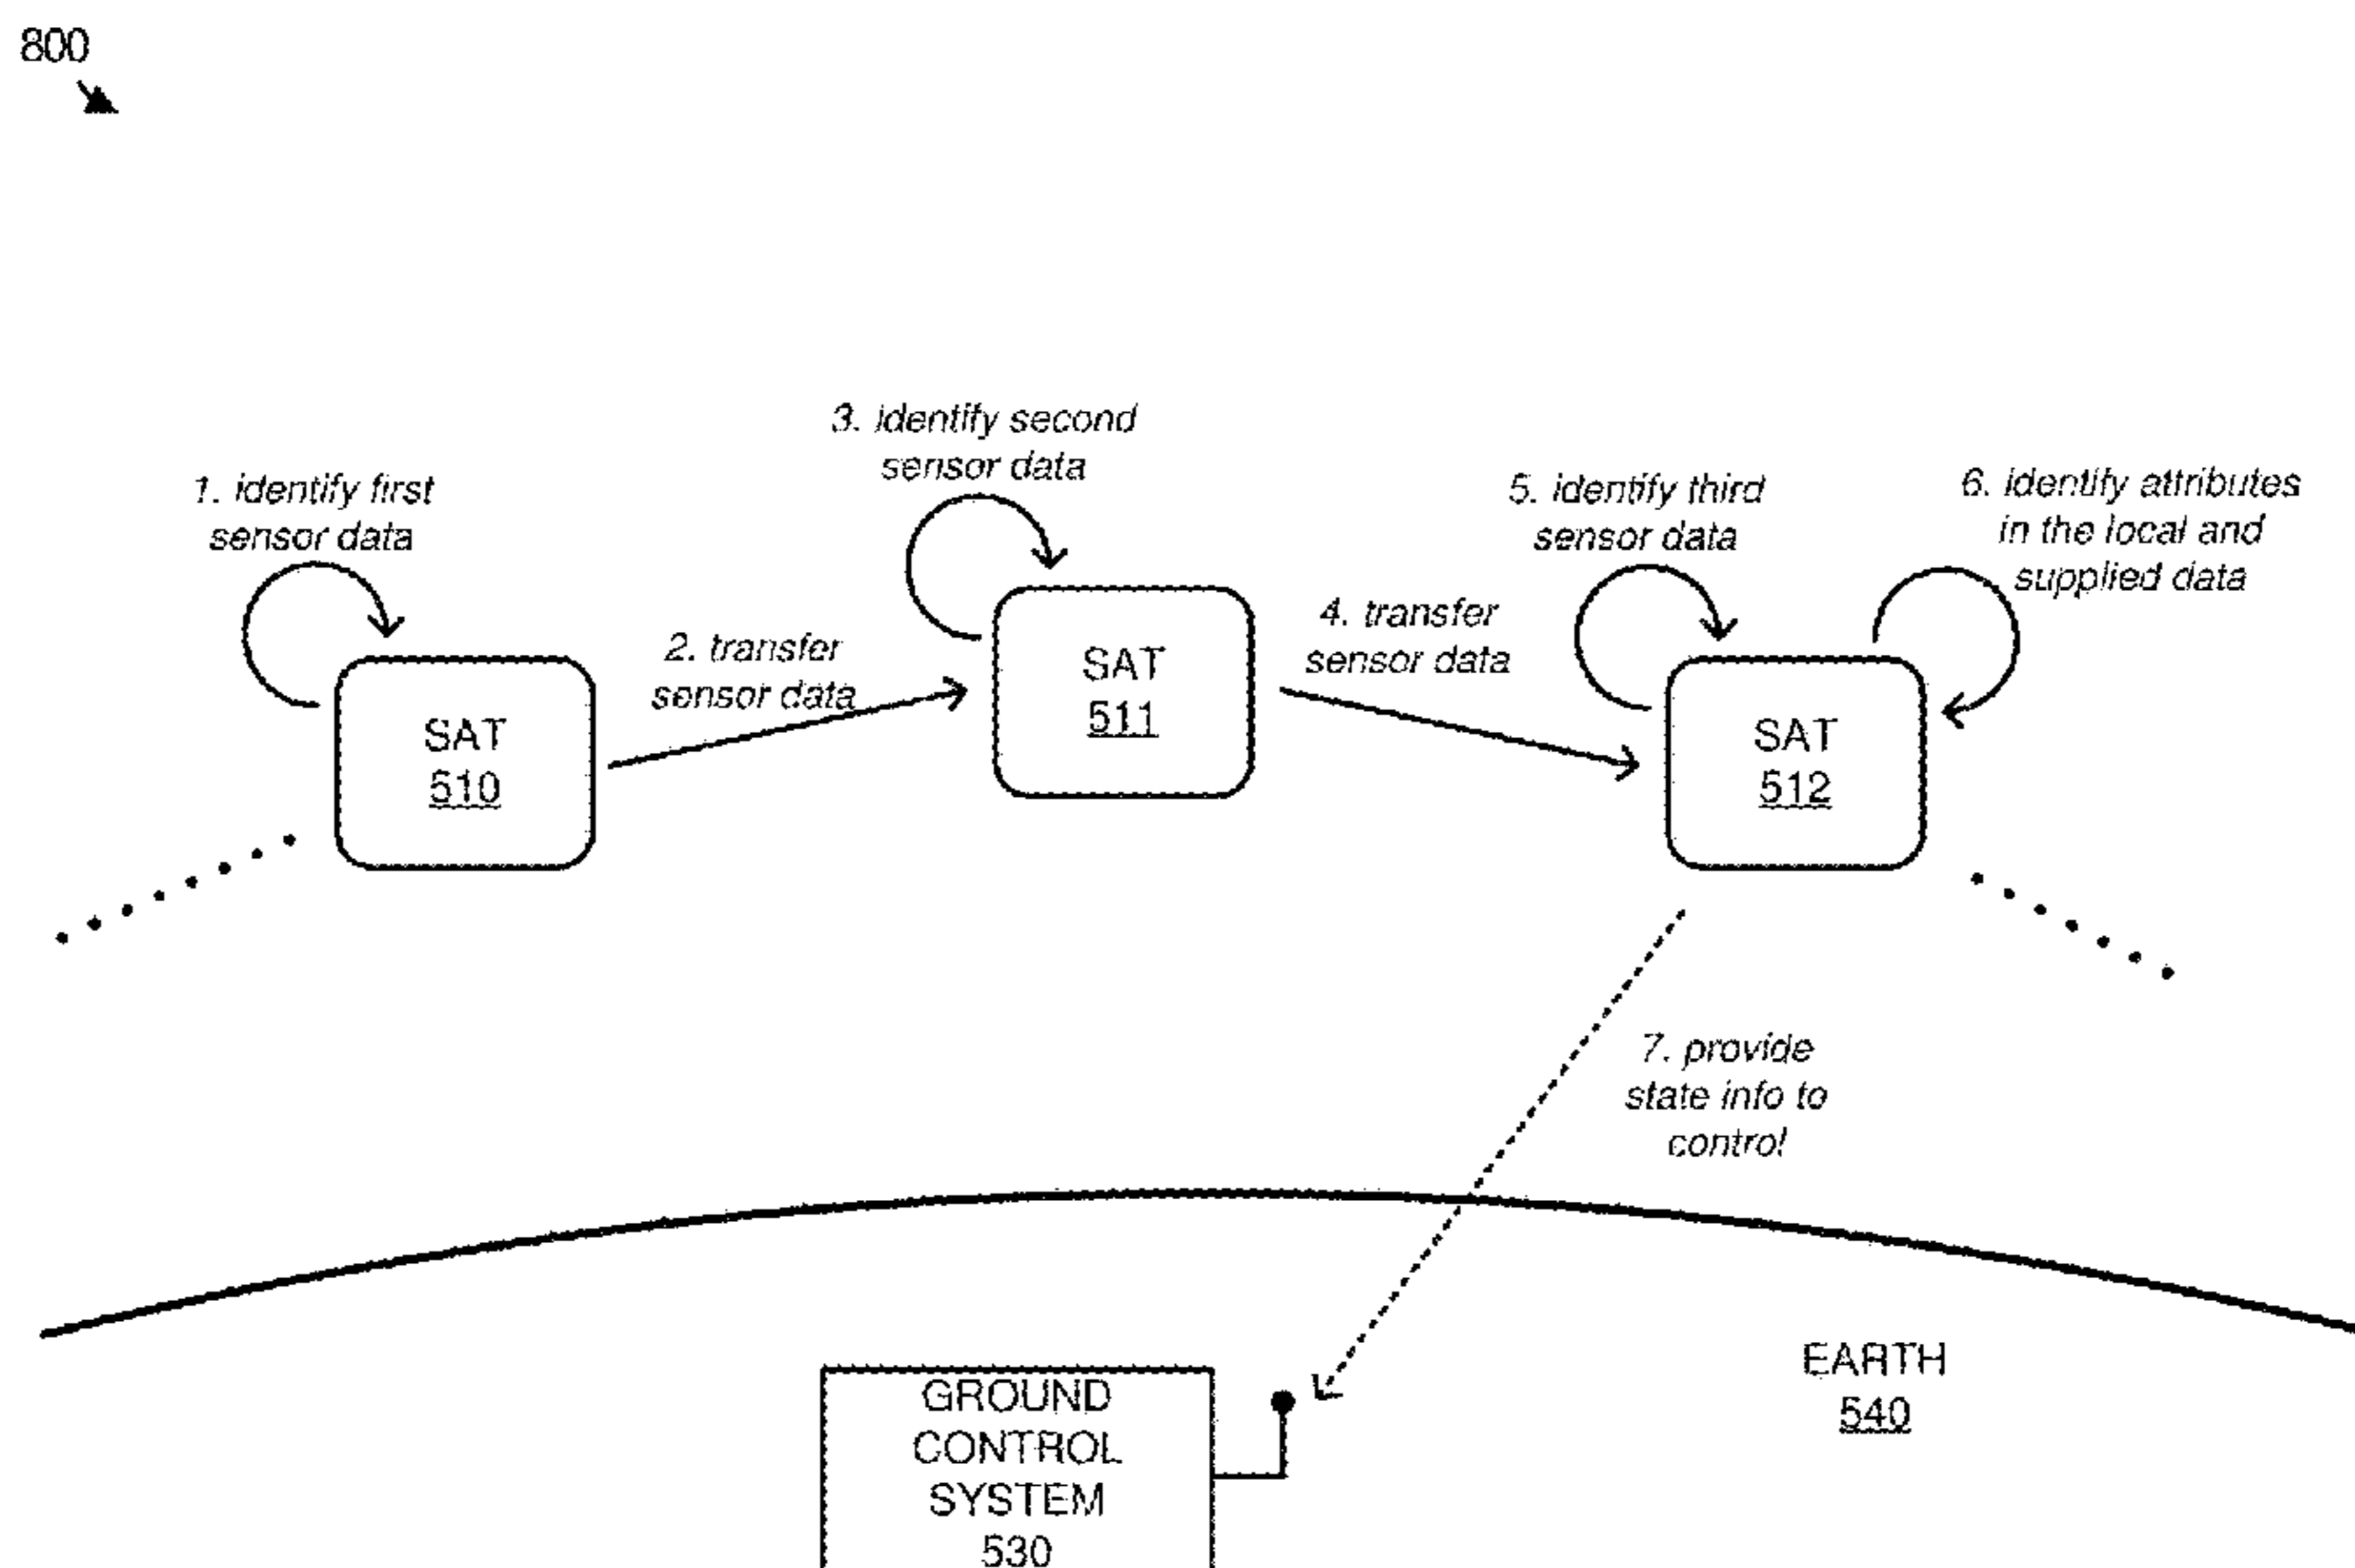 800
3. identify second
sensor data
1. identify first
sensor data
5. identify third
sensor data
6. identify attributes
in the local and
supplied data
2. transfer
sensor data
4. transfer
sensor data
SAT
510
SAT
511
SAT
512
7. provide
state info to
control
EARTH
540
GROUND
CONTROL
SYSTEM
530